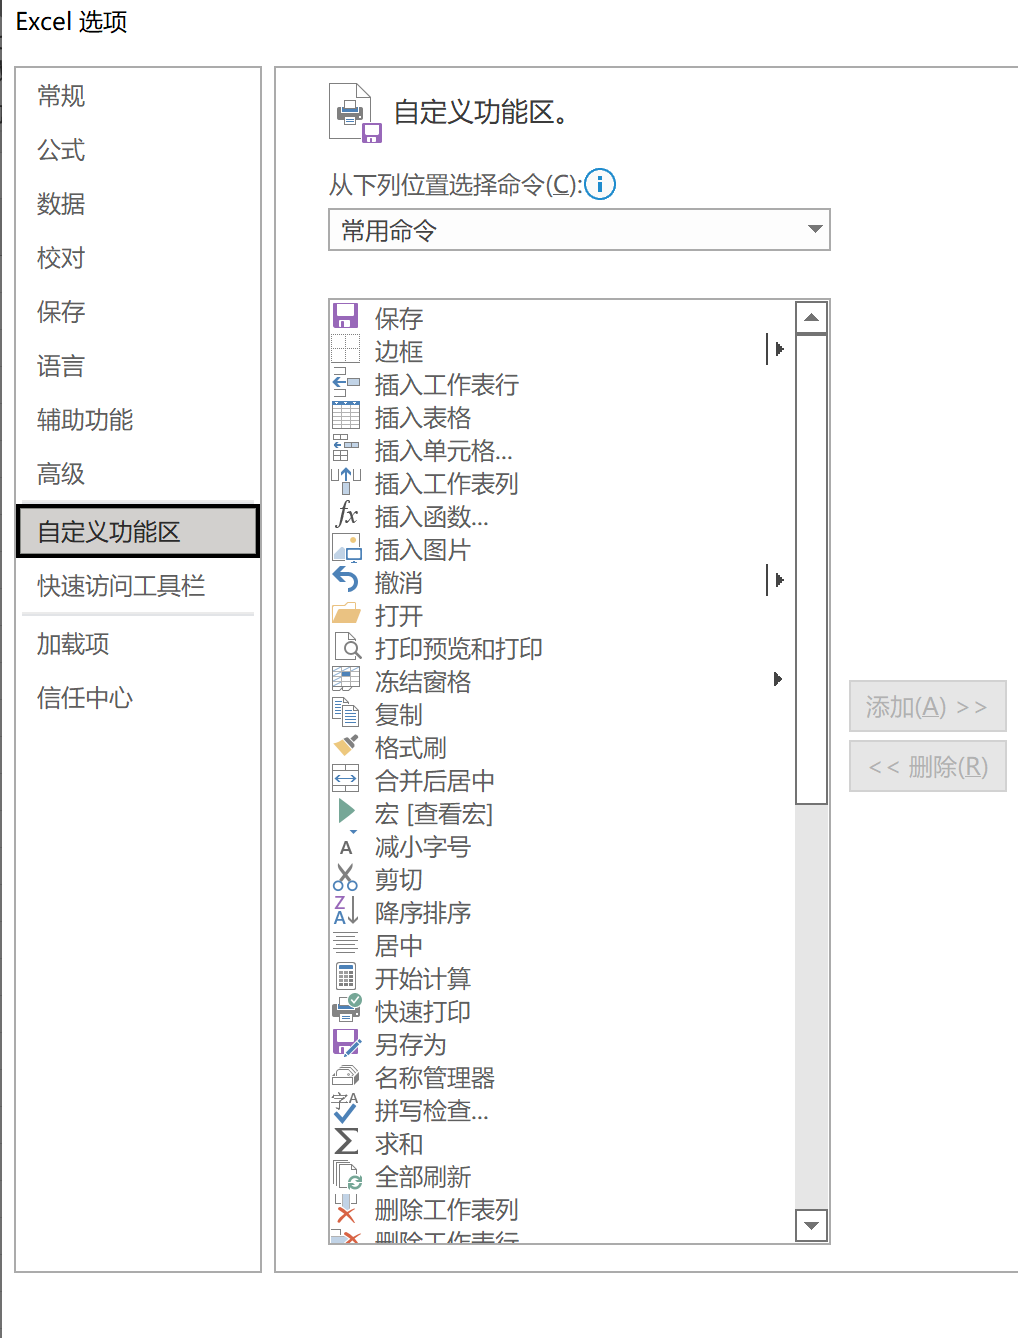 Excel 选项
常规
公式
数据
校对
保存
语言
辅助功能
高级
自定义功能区
快速访问工具栏
加载项
信任中心
自定义功能区。
从下列位置选择命令(C):
常用命令
保存
边框
插入工作表行
插入表格
插入单元格...
插入工作表列
插入函数...
插入图片
撤消
打开
打印预览和打印
冻结窗格
复制
格式刷
合并后居中
宏 [查看宏]
减小字号
剪切
降序排序
居中
开始计算
快速打印
另存为
名称管理器
拼写检查...
求和
全部刷新
删除工作表列
删除工作表行
添加(A) >>
<< 删除(R)